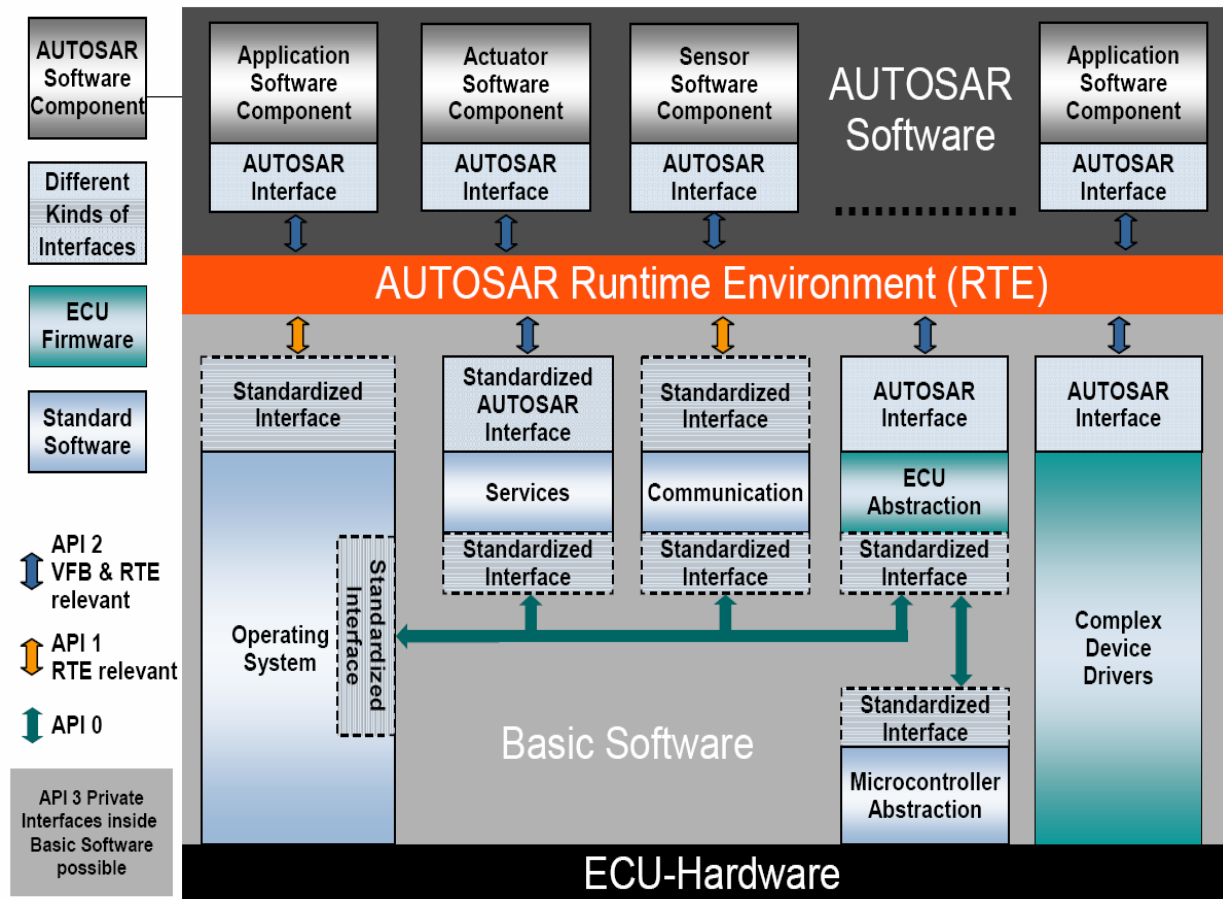 AUTOSAR
Software
Component
Different
Kinds of
Interfaces
ECU
Firmware
Standard
Software
API 2
VFB & RTE
relevant
API 1
RTE relevant
API 0
API 3 Private
Interfaces inside
Basic Software
possible
Application
Software
Component
AUTOSAR
Interface
Actuator
Software
Component
AUTOSAR
Interface
Sensor
Software
Component
AUTOSAR
Interface
AUTOSAR
Software
Application
Software
Component
AUTOSAR
Interface
AUTOSAR Runtime Environment (RTE)
Standardized
Interface
Operating
System
Standardized
Interface
Standardized
AUTOSAR
Interface
Services
Standardized
Interface
Standardized
Interface
Communication
Standardized
Interface
AUTOSAR
Interface
ECU
Abstraction
Standardized
Interface
Standardized
Interface
Microcontroller
Abstraction
AUTOSAR
Interface
Complex
Device
Drivers
Basic Software
ECU-Hardware